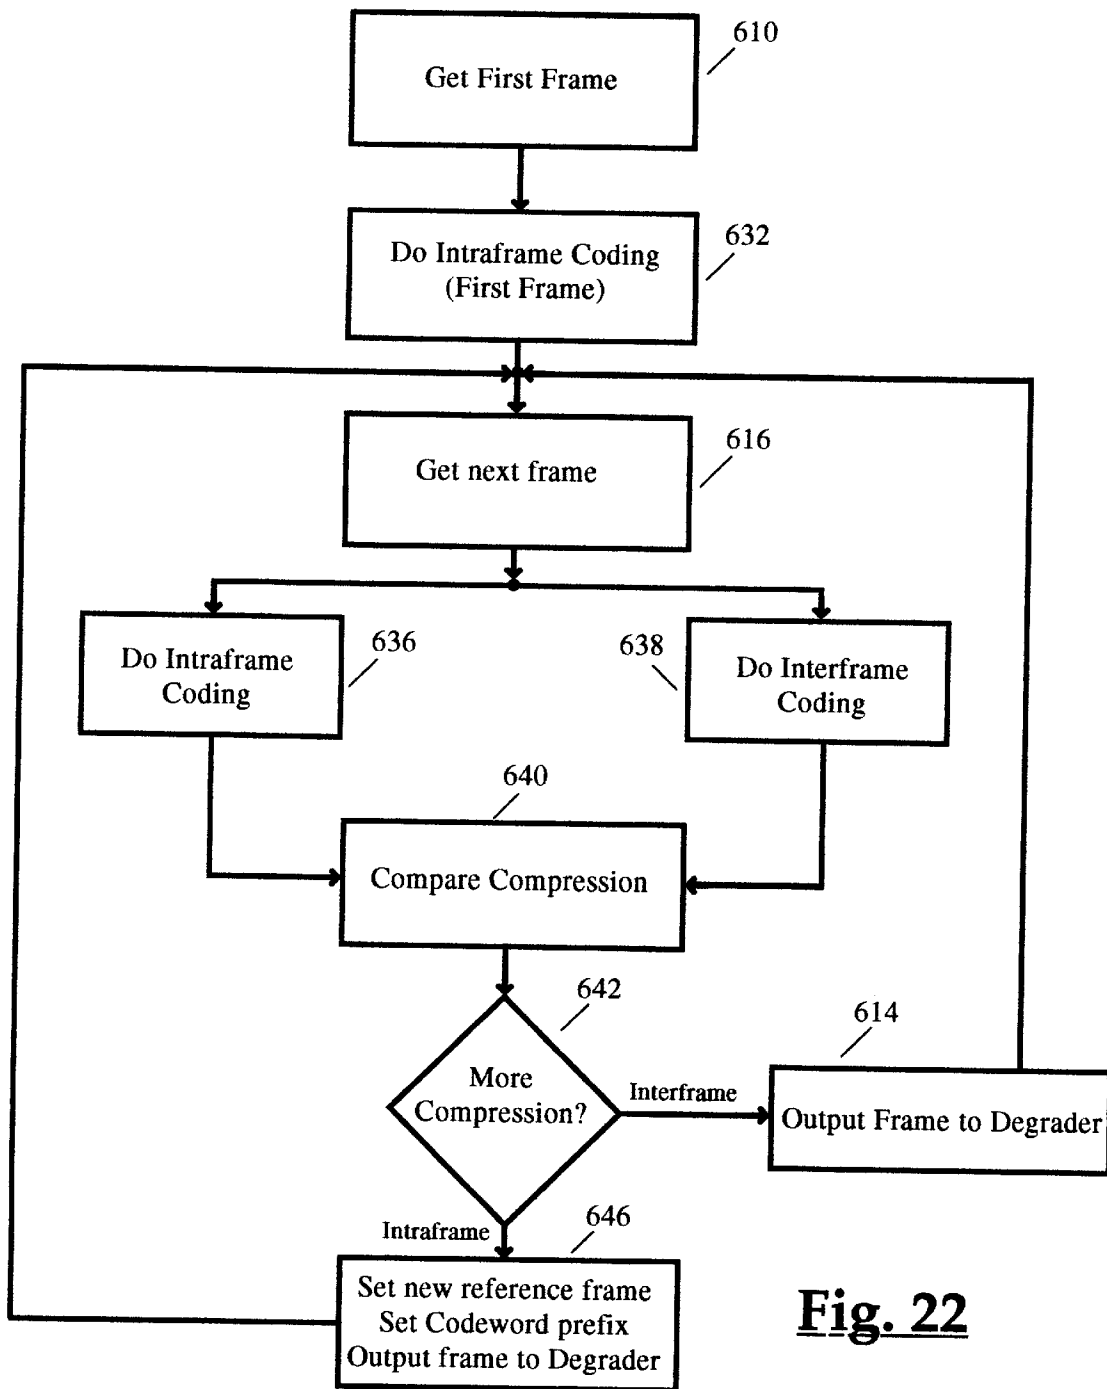 610
Get First Frame
632
Do Intraframe Coding
(First Frame)
616
Get next frame
636
Do Intraframe
Coding
638
Do Interframe
Coding
640
Compare Compression
642
More
Compression?
Interframe
614
Output Frame to Degrader
Intraframe
646
Set new reference frame
Set Codeword prefix
Output frame to Degrader
Fig. 22